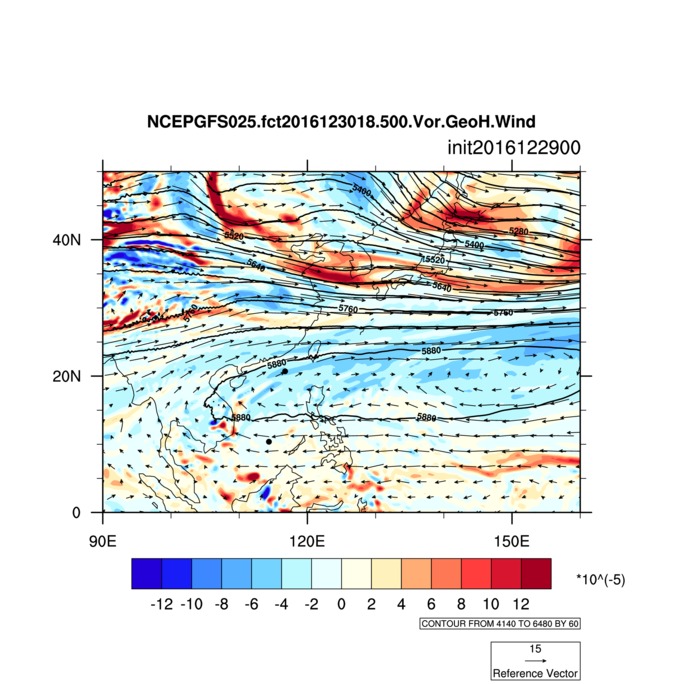 NCEPGFS025.fct2016123018.500.Vor.GeoH.Wind
init2016122900
5400
5520
5280
40N
5400
5520
5640
5640
5760
5760
5880
5880
20N
5880
5880
0
90E 120E 150E
-12 -10 -8 -6 -4 -2 0 2 4 6 8 10 12
*10^(-5)
CONTOUR FROM 4140 TO 6480 BY 60
15
Reference Vector